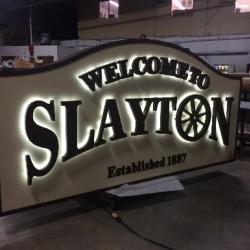 WELCOME TO
SLAYTON
Established 1887